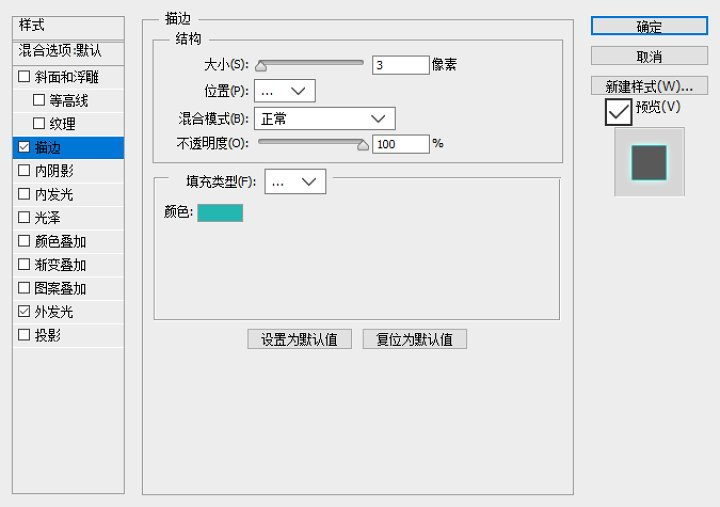 样式
混合选项:默认
斜面和浮雕
等高线
纹理
描边
内阴影
内发光
光泽
颜色叠加
渐变叠加
图案叠加
外发光
投影
描边
结构
大小(S): 3 像素
位置(P): ...
混合模式(B): 正常
不透明度(O): 100 %
填充类型(F): ...
颜色:
设置为默认值 复位为默认值
确定
取消
新建样式(W)...
预览(V)